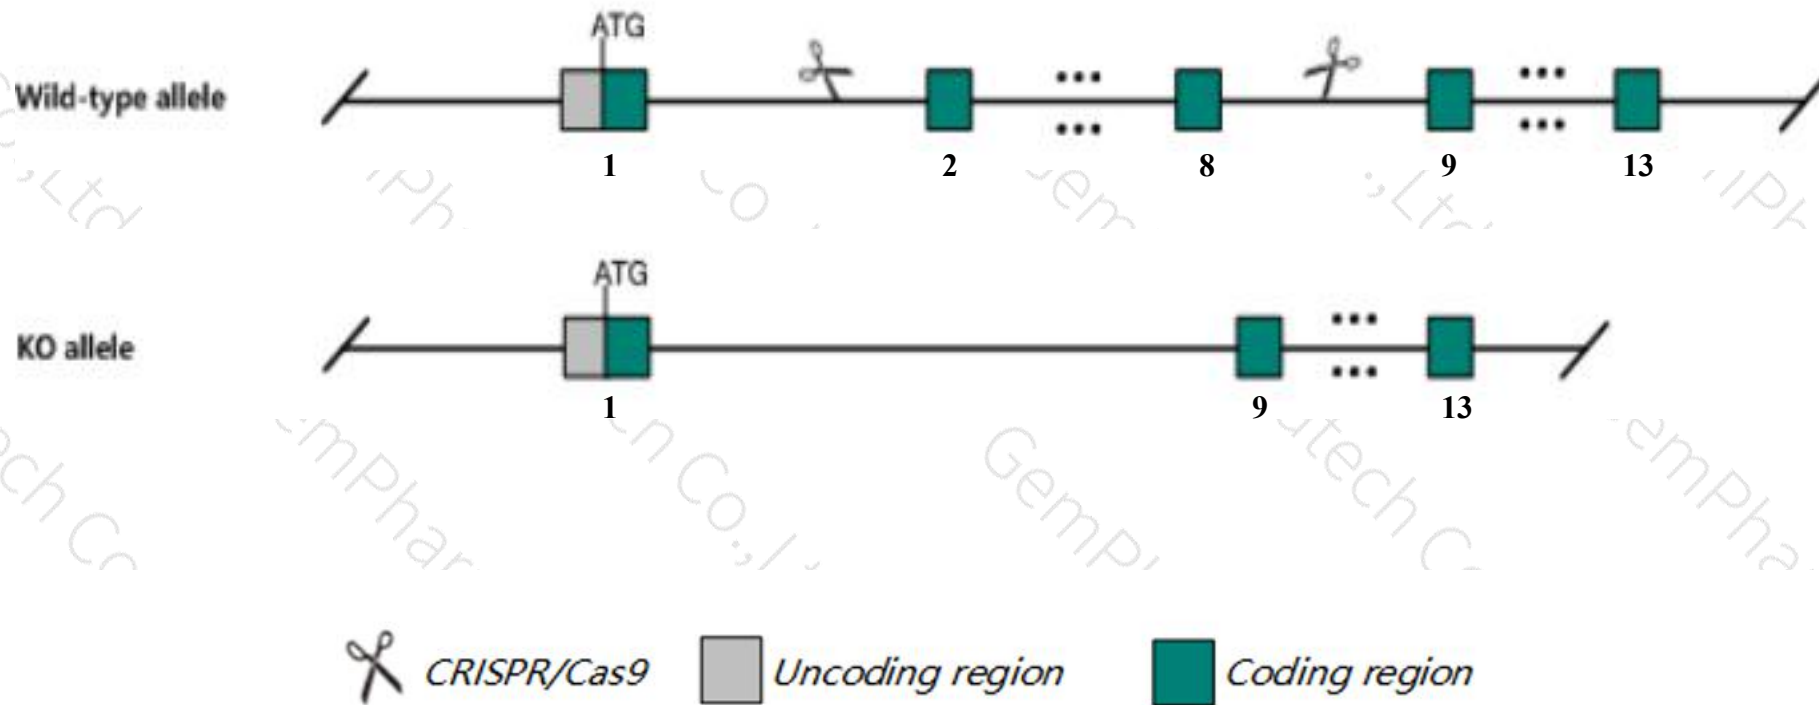 ATG
Wild-type allele
1 2 8 9 13
ATG
KO allele
1 9 13
CRISPR/Cas9 Uncoding region Coding region
GemPh